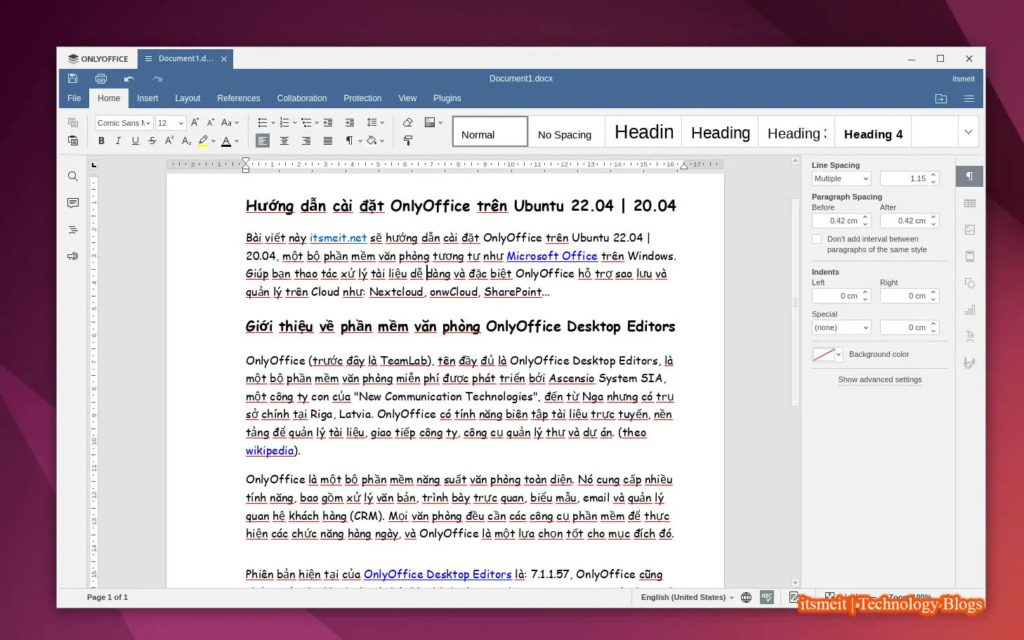 ONLYOFFICE
Document1.d...
Document1.docx
itsmeit
File Home Insert Layout References Collaboration Protection View Plugins
Comic Sans M 12 Aa
Normal No Spacing Headin Heading Heading Heading 4
Hướng dẫn cài đặt OnlyOffice trên Ubuntu 22.04 | 20.04
Bài viết này itsmeit.net sẽ hướng dẫn cài đặt OnlyOffice trên Ubuntu 22.04 |
20.04, một bộ phần mềm văn phòng tương tự như Microsoft Office trên Windows.
Giúp bạn thao tác xử lý tài liệu dễ dàng và đặc biệt OnlyOffice hỗ trợ sao lưu và
quản lý trên Cloud như: Nextcloud, onwCloud, SharePoint...
Giới thiệu về phần mềm văn phòng OnlyOffice Desktop Editors
OnlyOffice (trước đây là TeamLab), tên đầy đủ là OnlyOffice Desktop Editors, là
một bộ phần mềm văn phòng miễn phí được phát triển bởi Ascensio System SIA,
một công ty con của "New Communication Technologies", đến từ Nga nhưng có trụ
sở chính tại Riga, Latvia. OnlyOffice có tính năng biên tập tài liệu trực tuyến, nền
tảng để quản lý tài liệu, giao tiếp công ty, công cụ quản lý thư và dự án. (theo
wikipedia).
OnlyOffice là một bộ phần mềm năng suất văn phòng toàn diện. Nó cung cấp nhiều
tính năng, bao gồm xử lý văn bản, trình bày trực quan, biểu mẫu, email và quản lý
quan hệ khách hàng (CRM). Mọi văn phòng đều cần các công cụ phần mềm để thực
hiện các chức năng hàng ngày, và OnlyOffice là một lựa chọn tốt cho mục đích đó.
Phiên bản hiện tại của OnlyOffice Desktop Editors là: 7.1.1.57, OnlyOffice cũng
Line Spacing
Multiple 1.15
Paragraph Spacing
Before After
0.42 cm 0.42 cm
Don't add interval between
paragraphs of the same style
Indents
Left Right
0 cm 0 cm
Special
(none) 0 cm
Background color
Show advanced settings
Page 1 of 1
English (United States)
Zoom 100%
itsmeit | Technology Blogs